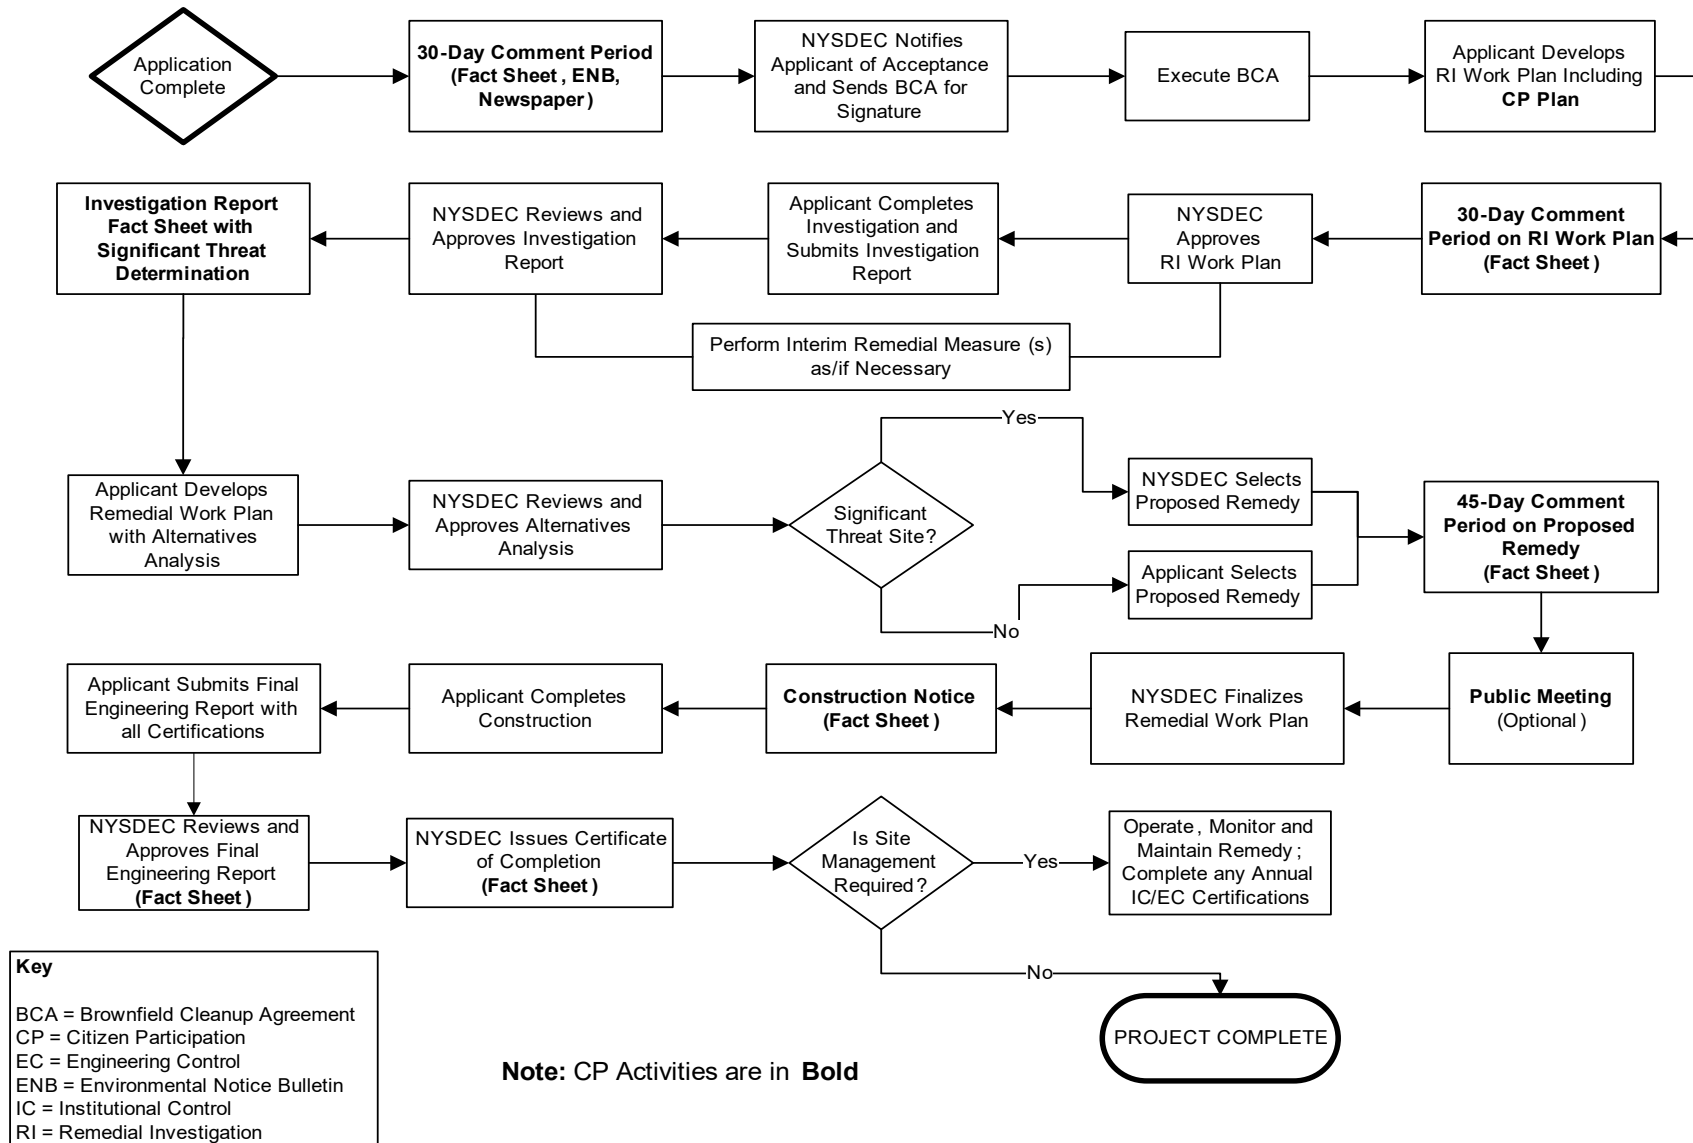 Application
Complete
30-Day Comment Period
(Fact Sheet, ENB,
Newspaper)
NYSDEC Notifies
Applicant of Acceptance
and Sends BCA for
Signature
Execute BCA
Applicant Develops
RI Work Plan Including
CP Plan
30-Day Comment
Period on RI Work Plan
(Fact Sheet)
NYSDEC
Approves
RI Work Plan
Applicant Completes
Investigation and
Submits Investigation
Report
NYSDEC Reviews and
Approves Investigation
Report
Investigation Report
Fact Sheet with
Significant Threat
Determination
Perform Interim Remedial Measure (s)
as/if Necessary
Applicant Develops
Remedial Work Plan
with Alternatives
Analysis
NYSDEC Reviews and
Approves Alternatives
Analysis
Significant
Threat Site?
Yes
No
NYSDEC Selects
Proposed Remedy
Applicant Selects
Proposed Remedy
45-Day Comment
Period on Proposed
Remedy
(Fact Sheet)
Public Meeting
(Optional)
NYSDEC Finalizes
Remedial Work Plan
Construction Notice
(Fact Sheet)
Applicant Completes
Construction
Applicant Submits Final
Engineering Report with
all Certifications
NYSDEC Reviews and
Approves Final
Engineering Report
(Fact Sheet)
NYSDEC Issues Certificate
of Completion
(Fact Sheet)
Is Site
Management
Required?
Yes
Operate, Monitor and
Maintain Remedy;
Complete any Annual
IC/EC Certifications
No
PROJECT COMPLETE
Key
BCA = Brownfield Cleanup Agreement
CP = Citizen Participation
EC = Engineering Control
ENB = Environmental Notice Bulletin
IC = Institutional Control
RI = Remedial Investigation
Note: CP Activities are in Bold